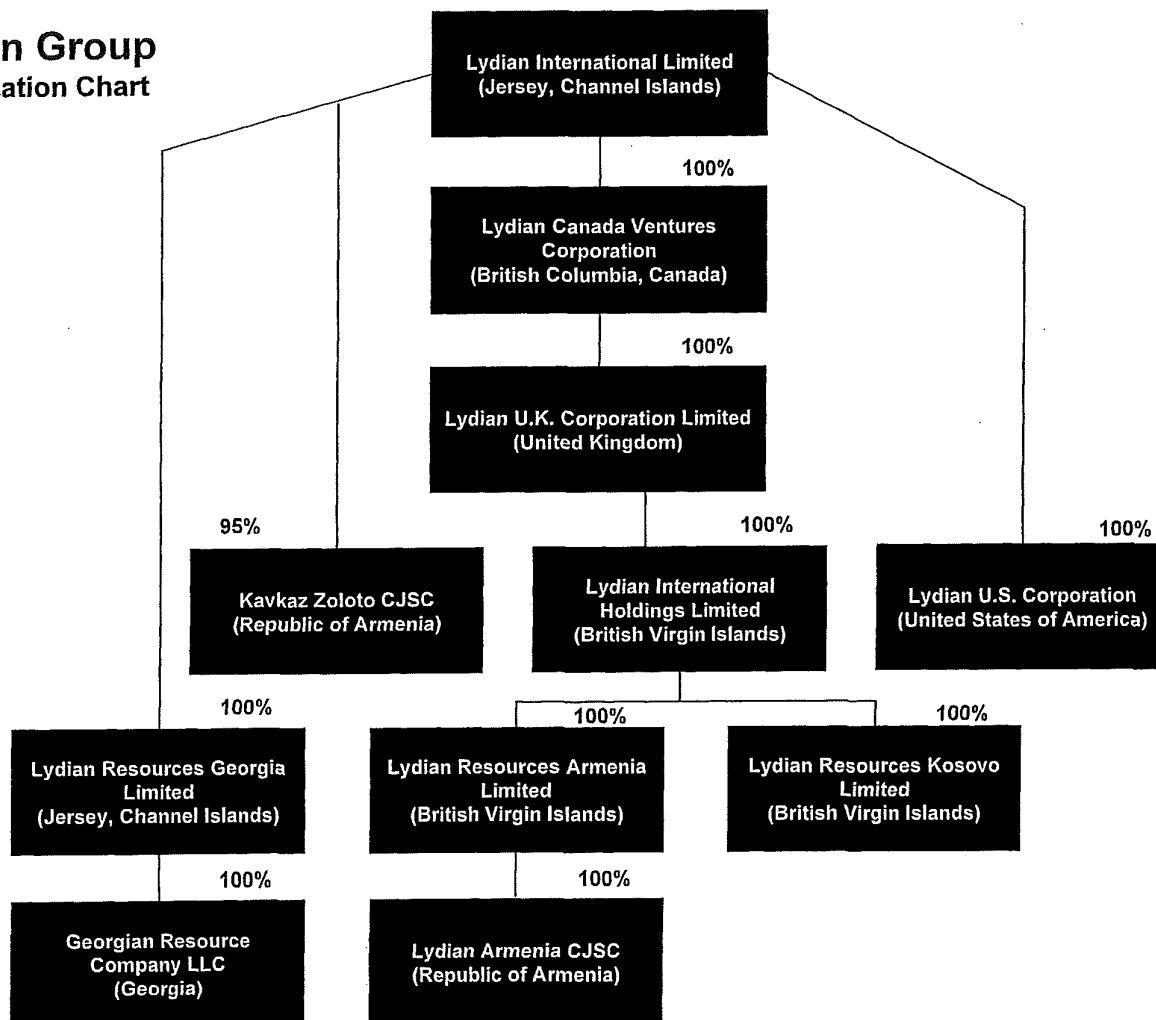 n Group
ation Chart
Lydian International Limited
(Jersey, Channel Islands)
100%
Lydian Canada Ventures
Corporation
(British Columbia, Canada)
100%
Lydian U.K. Corporation Limited
(United Kingdom)
95%
100%
100%
Kavkaz Zoloto CJSC
(Republic of Armenia)
Lydian International
Holdings Limited
(British Virgin Islands)
Lydian U.S. Corporation
(United States of America)
100%
100%
100%
Lydian Resources Georgia
Limited
(Jersey, Channel Islands)
Lydian Resources Armenia
Limited
(British Virgin Islands)
Lydian Resources Kosovo
Limited
(British Virgin Islands)
100%
100%
Georgian Resource
Company LLC
(Georgia)
Lydian Armenia CJSC
(Republic of Armenia)